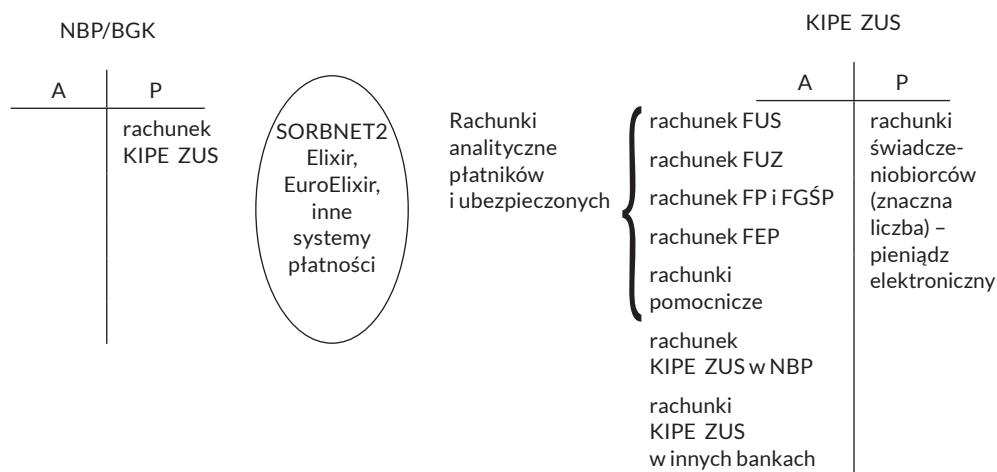 NBP/BGK
A
P
rachunek
KIPE ZUS
SORBNET2
Elixir,
EuroElixir,
inne
systemy
płatności
Rachunki
analityczne
płatników
i ubezpieczonych
KIPE ZUS
A
P
rachunek FUS
rachunek FUZ
rachunek FP i FGŚP
rachunek FEP
rachunki
pomocnicze
rachunek
KIPE ZUS w NBP
rachunki
KIPE ZUS
w innych bankach
rachunki
świadcze-
niobiorców
(znaczna
liczba) –
pieniądz
elektroniczny